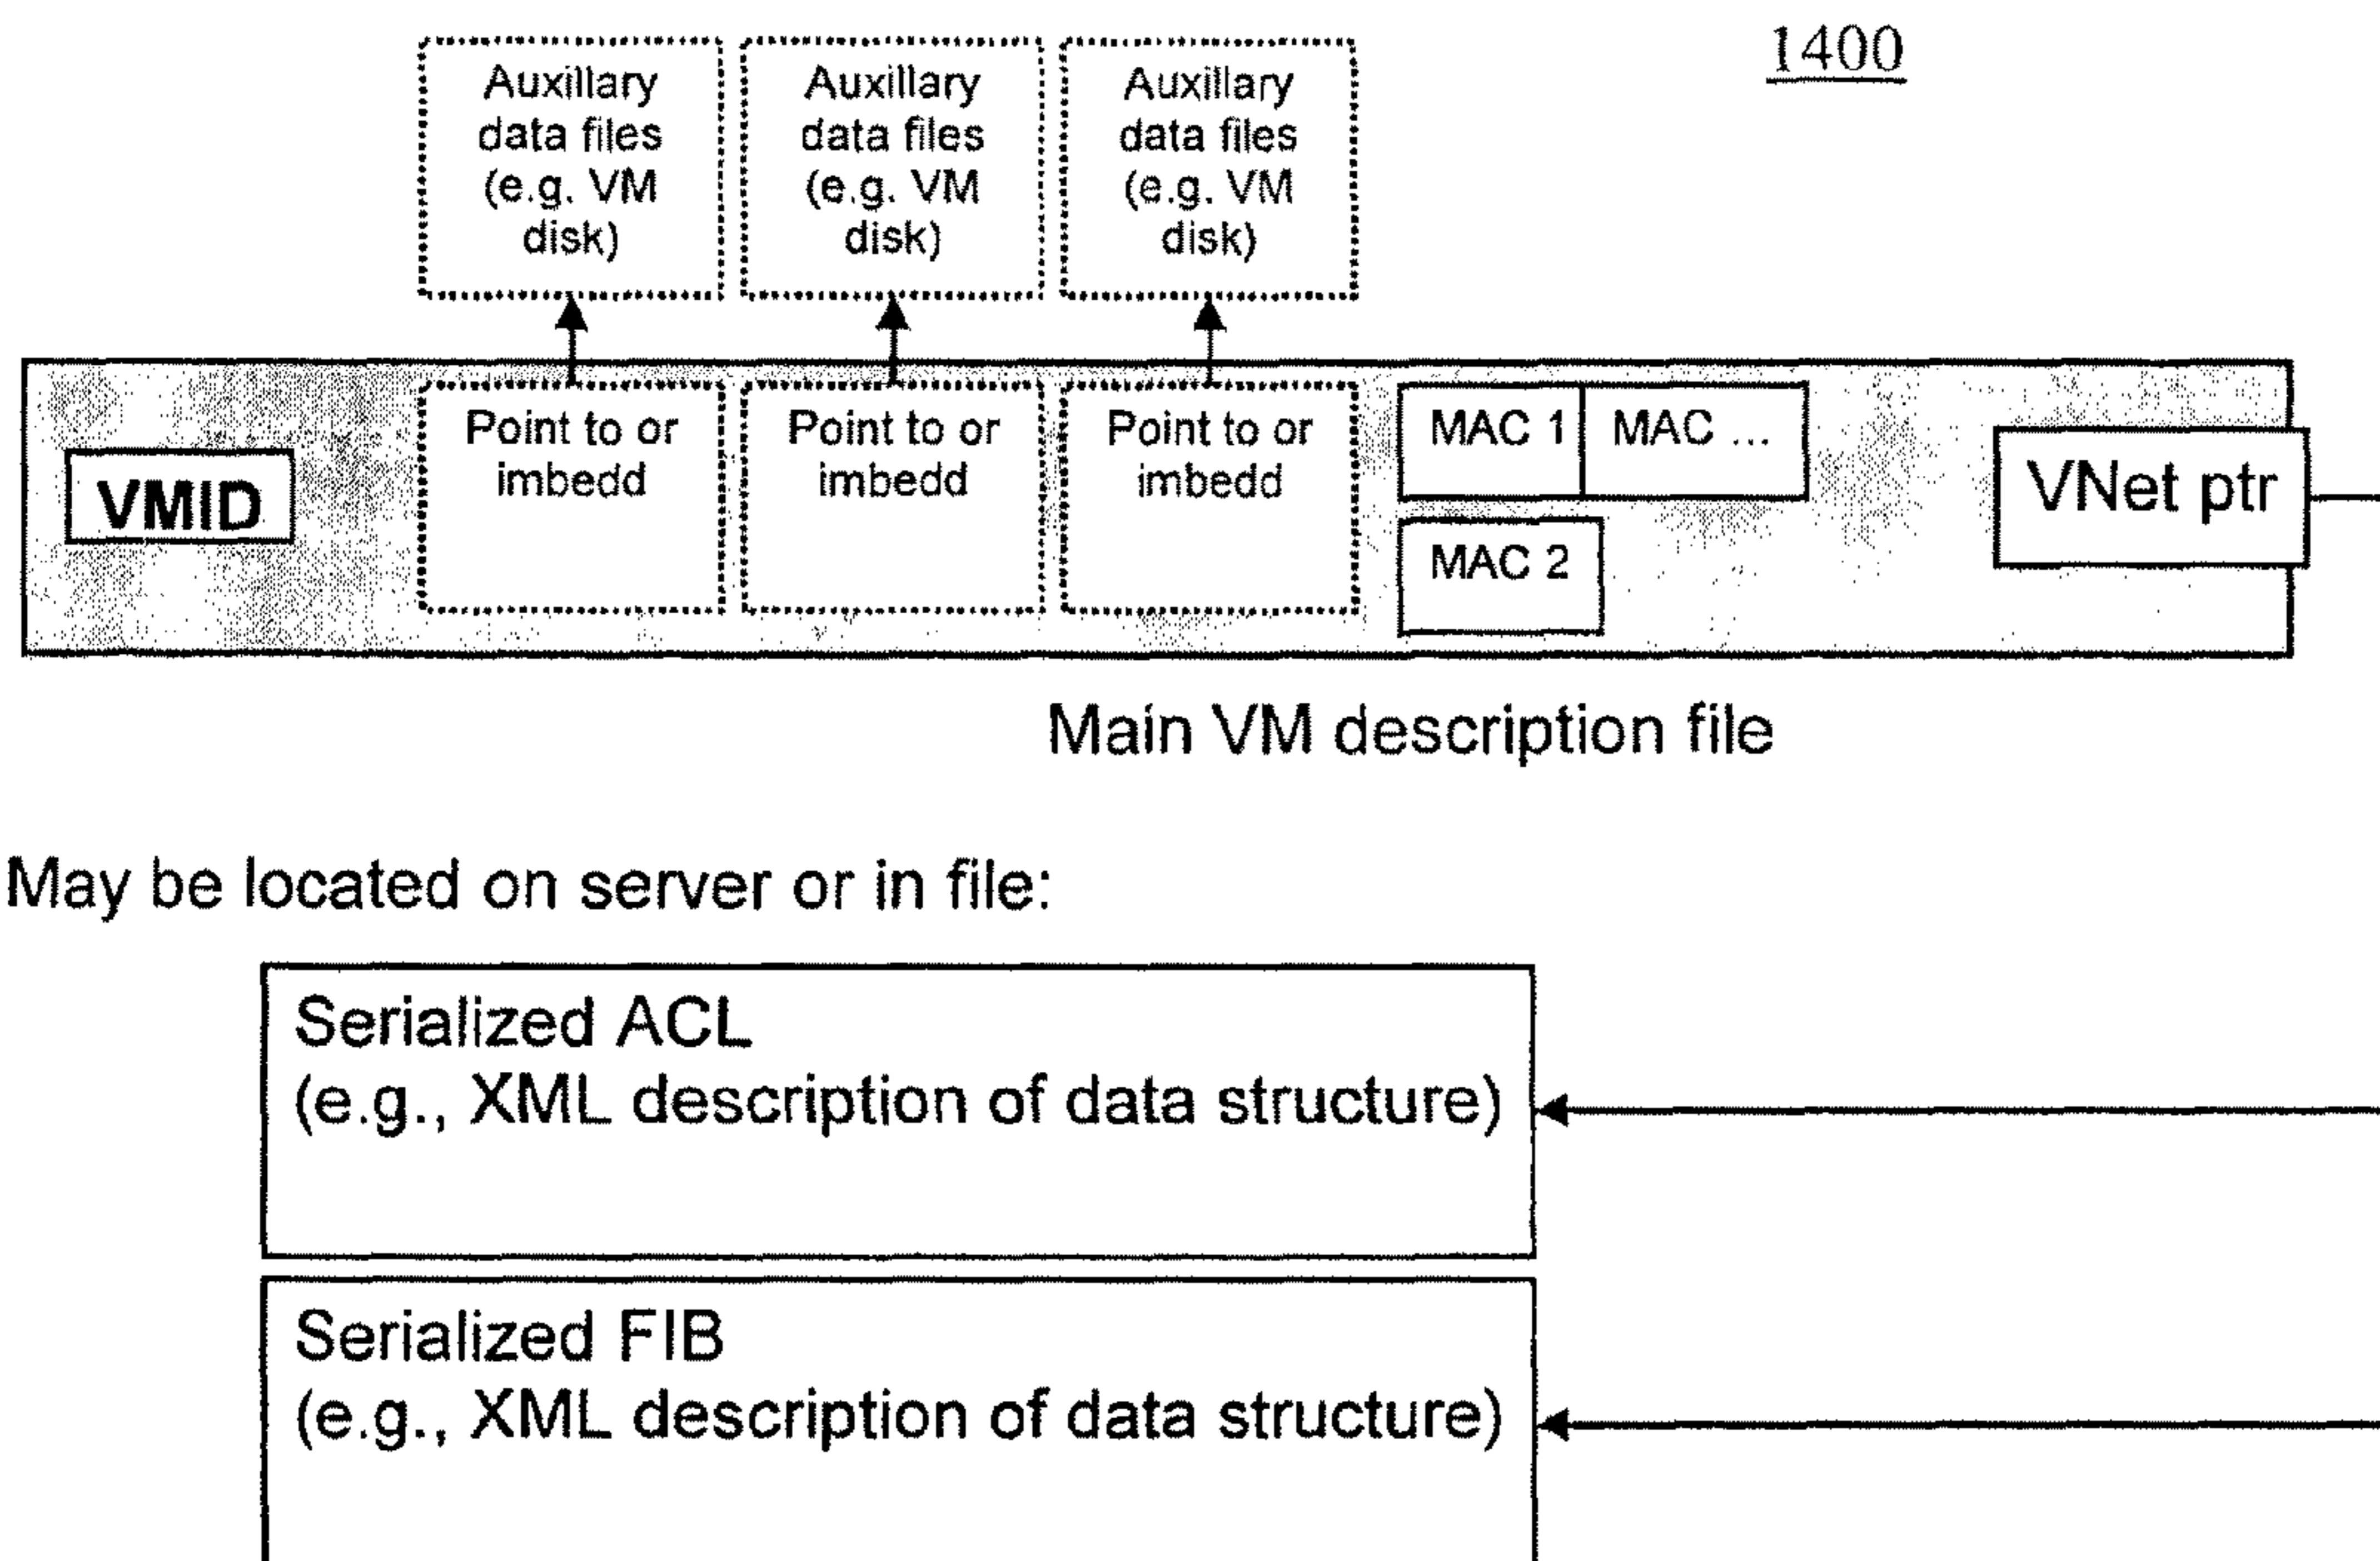 1400
Auxillary
data files
(e.g. VM
disk)
Auxillary
data files
(e.g. VM
disk)
Auxillary
data files
(e.g. VM
disk)
VMID
Point to or
imbedd
Point to or
imbedd
Point to or
imbedd
MAC 1
MAC ...
MAC 2
VNet ptr
Main VM description file
May be located on server or in file:
Serialized ACL
(e.g., XML description of data structure)
Serialized FIB
(e.g., XML description of data structure)